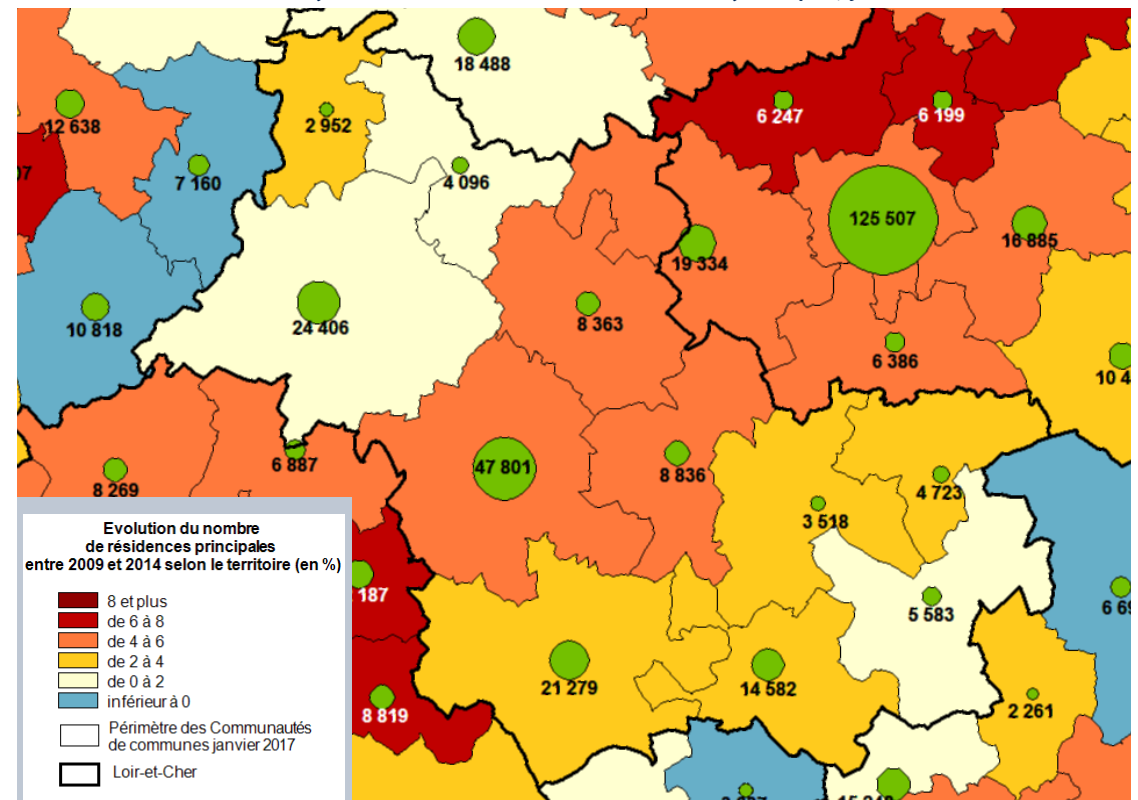 18 488
2 952
12 638
6 247
6 199
7 160
4 096
125 507
16 885
19 334
10 818
24 406
8 363
6 386
10 4
6 887
47 801
8 836
8 269
4 723
3 518
Evolution du nombre
de résidences principales
entre 2009 et 2014 selon le territoire (en %)
8 et plus
de 6 à 8
de 4 à 6
de 2 à 4
de 0 à 2
inférieur à 0
Périmètre des Communautés
de communes janvier 2017
Loir-et-Cher
187
5 583
6 69
21 279
14 582
8 819
2 261